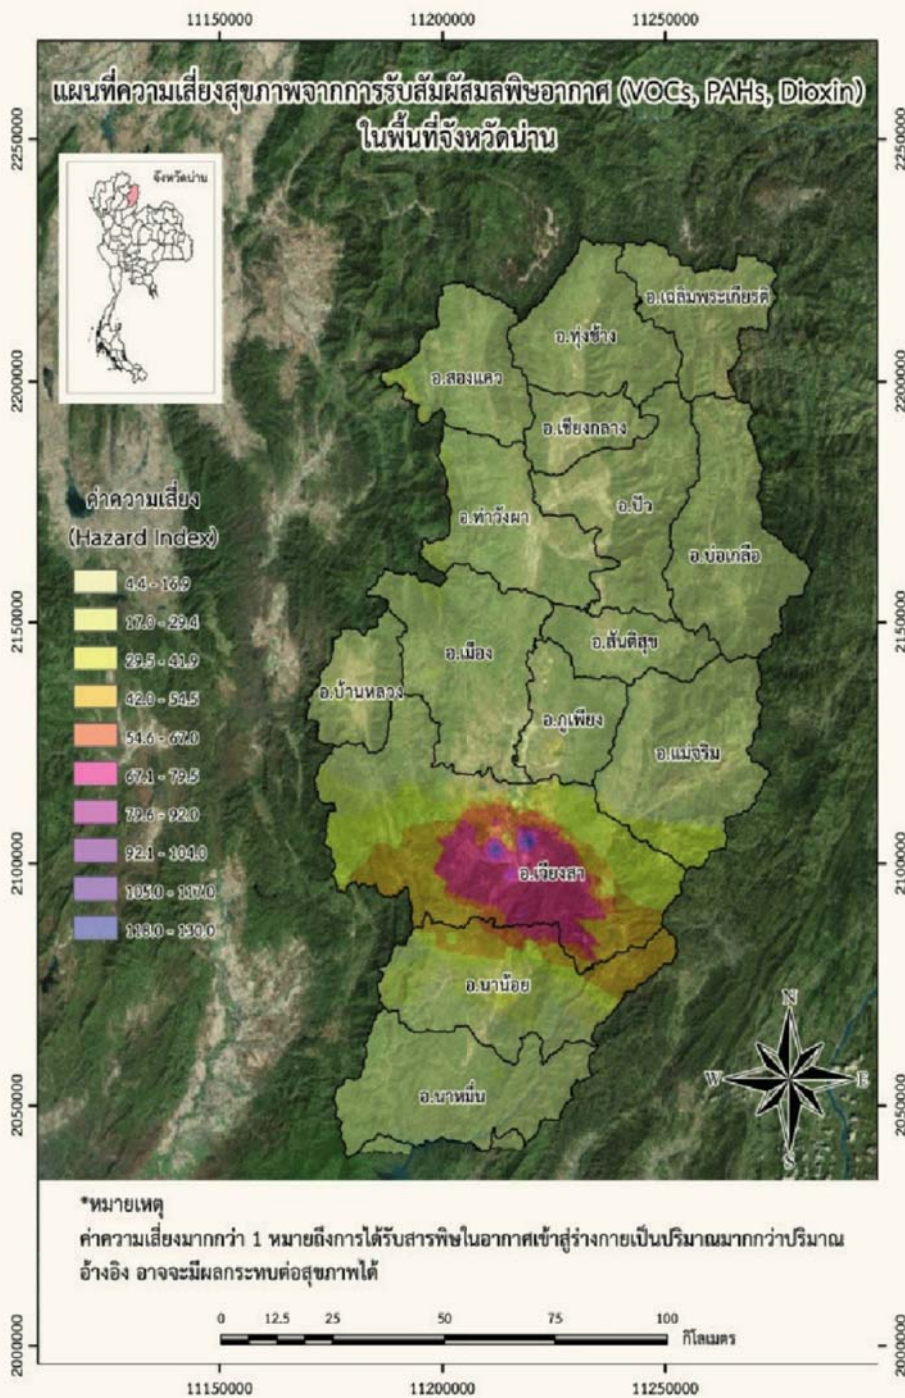 11150000 11200000 11250000
แผนที่ความเสี่ยงสุขภาพจากการรับสัมผัสมลพิษอากาศ (VOCs, PAHs, Dioxin)
ในพื้นที่จังหวัดน่าน
2250000
2250000
จังหวัดน่าน
อ.เฉลิมพระเกียรติ
อ.ทุ่งช้าง
2200000
อ.สองแคว
2200000
อ.เชียงกลาง
ค่าความเสี่ยง
(Hazard Index)
อ.ปัว
อ.ท่าวังผา
อ.บ่อเกลือ
4.4 - 16.9
17.0 - 29.4
29.5 - 41.9
42.0 - 54.5
54.6 - 67.0
67.1 - 79.5
79.6 - 92.0
92.1 - 104.0
105.0 - 117.0
118.0 - 130.0
2150000
2150000
อ.สันติสุข
อ.เมือง
อ.บ้านหลวง
อ.ภูเพียง
อ.แม่จริม
2100000
2100000
อ.เวียงสา
อ.นาน้อย
N
W E
S
อ.นาหมื่น
2050000
2050000
*หมายเหตุ
ค่าความเสี่ยงมากกว่า 1 หมายถึงการได้รับสารพิษในอากาศเข้าสู่ร่างกายเป็นปริมาณมากกว่าปริมาณ
อ้างอิง อาจจะมีผลกระทบต่อสุขภาพได้
0 12.5 25 50 75 100
กิโลเมตร
2000000
2000000
11150000 11200000 11250000